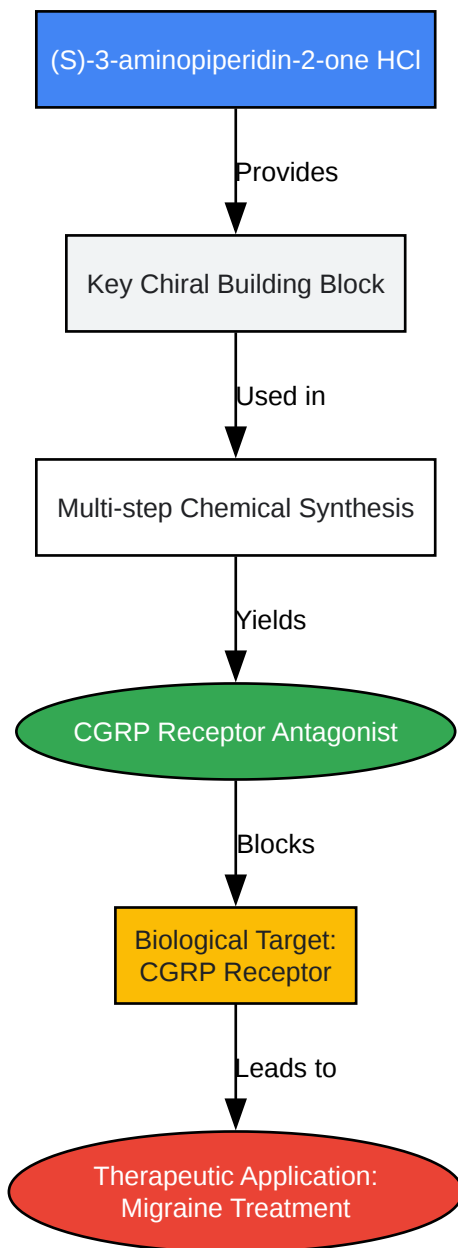 (S)-3-aminopiperidin-2-one HCl
Provides
Key Chiral Building Block
Used in
Multi-step Chemical Synthesis
Yields
CGRP Receptor Antagonist
Blocks
Biological Target:
CGRP Receptor
Leads to
Therapeutic Application:
Migraine Treatment